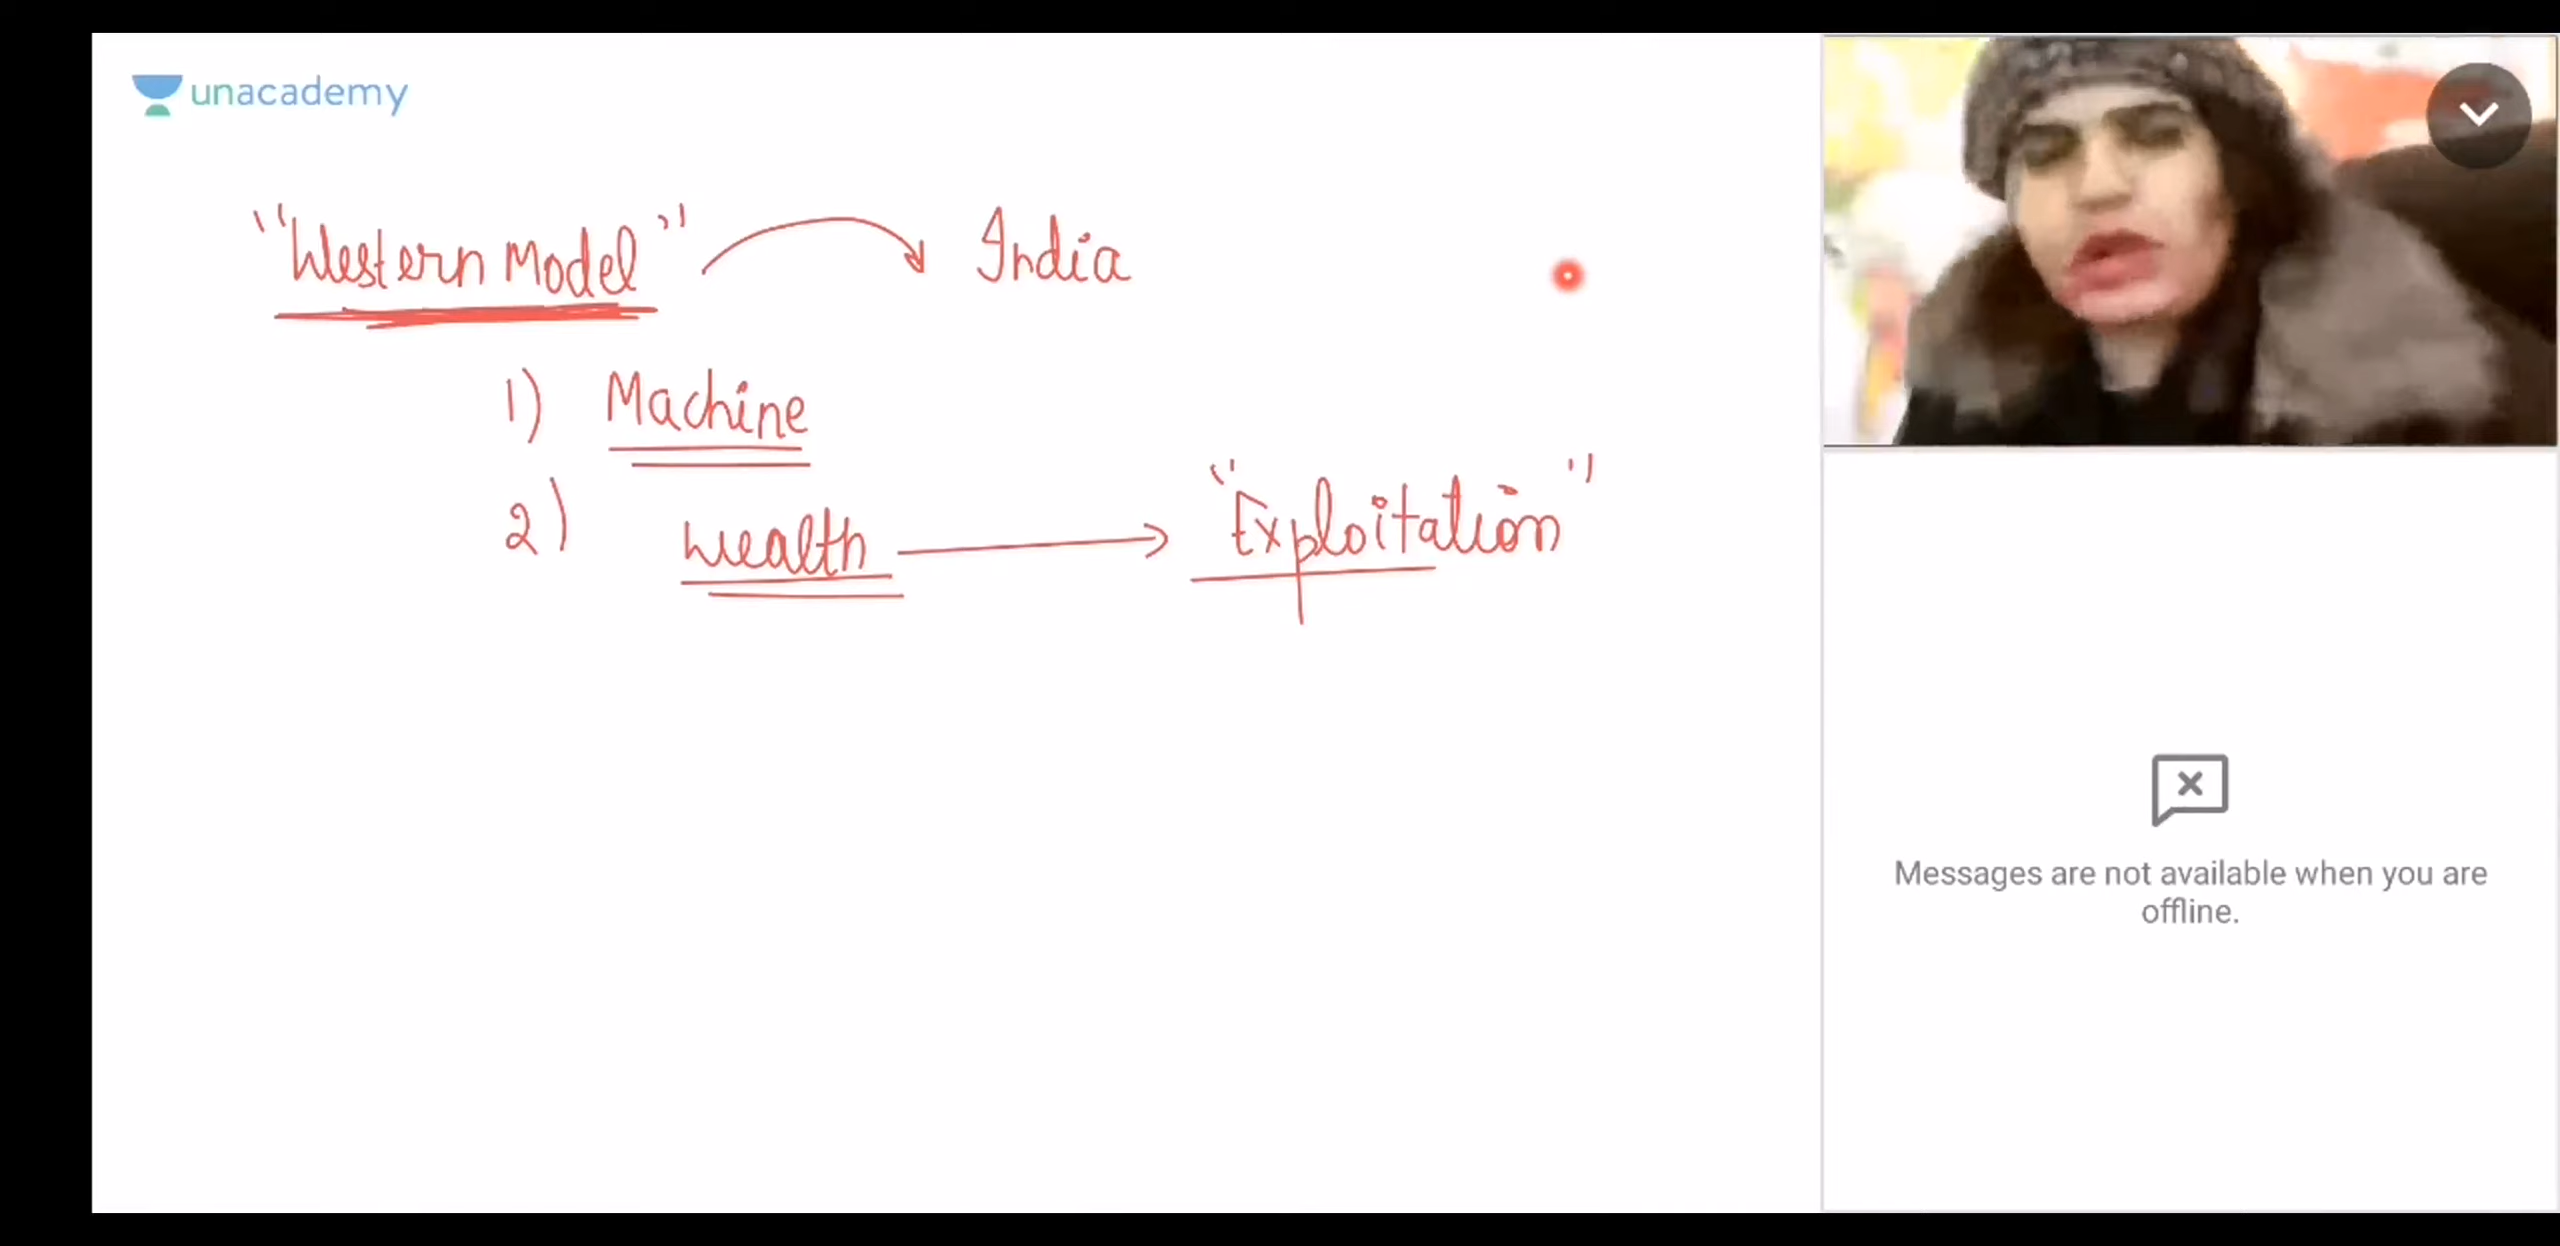 unacademy
"Western Model" India
1) Machine
2) Wealth "Exploitation"
Messages are not available when you are
offline.